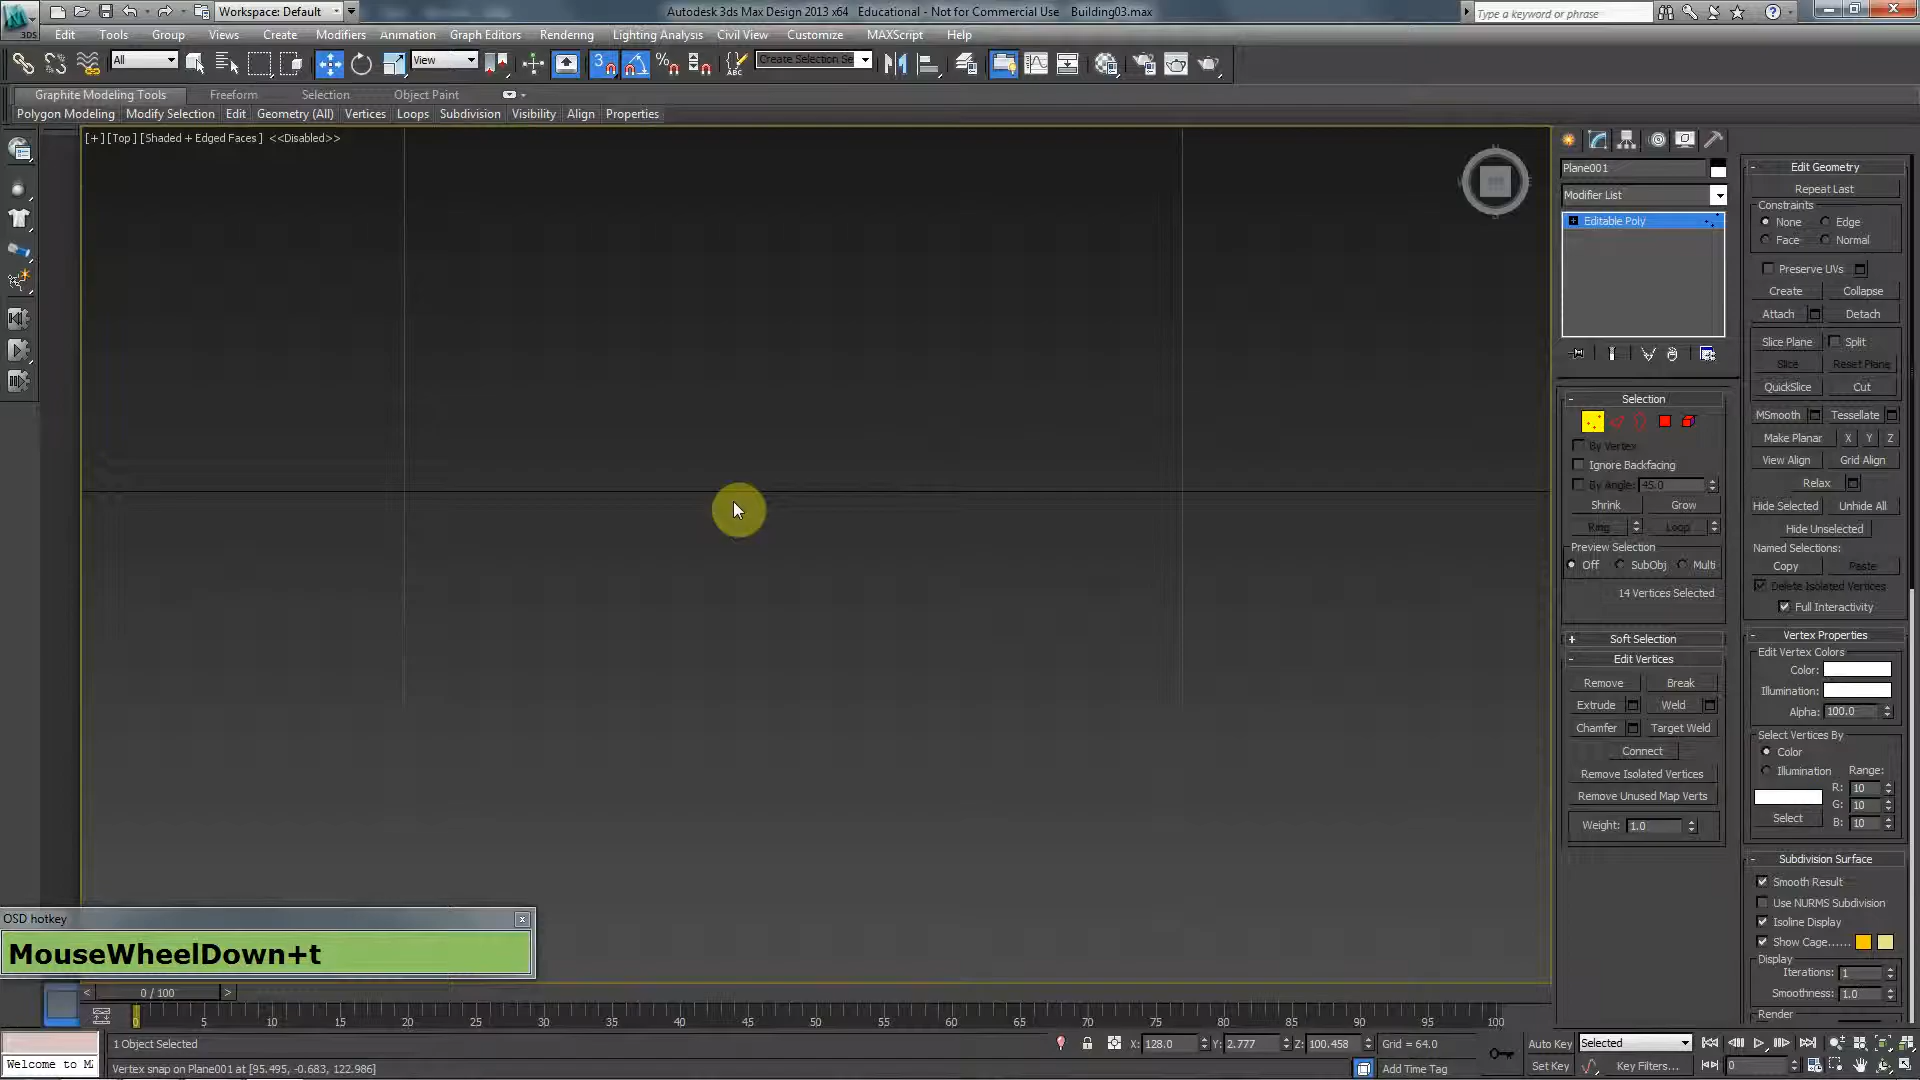 Workspace: Default
Autodesk 3ds Max Design 2013 x64 Educational - Not for Commercial Use Building03.max
Type a keyword or phrase
3DS
Edit Tools Group Views Create Modifiers Animation Graph Editors Rendering Lighting Analysis Civil View Customize MAXScript Help
All
View
3
ABC
Create Selection Se
Graphite Modeling Tools Freeform Selection Object Paint
Polygon Modeling Modify Selection Edit Geometry (All) Vertices Loops Subdivision Visibility Align Properties
[+] [Top] [Shaded + Edged Faces] <<Disabled>>
Plane001
Modifier List
Editable Poly
Selection
By Vertex
Ignore Backfacing
By Angle: 45.0
Shrink Grow
Ring Loop
Preview Selection
Off SubObj Multi
14 Vertices Selected
Soft Selection
Edit Vertices
Remove Break
Extrude Weld
Chamfer Target Weld
Connect
Remove Isolated Vertices
Remove Unused Map Verts
Weight: 1.0
Edit Geometry
Repeat Last
Constraints
None Edge
Face Normal
Preserve UVs
Create Collapse
Attach Detach
Slice Plane Split
Slice Reset Plane
QuickSlice Cut
MSmooth Tessellate
Make Planar X Y Z
View Align Grid Align
Relax
Hide Selected Unhide All
Hide Unselected
Named Selections:
Copy Paste
Delete Isolated Vertices
Full Interactivity
Vertex Properties
Edit Vertex Colors
Color:
Illumination:
Alpha: 100.0
Select Vertices By
Color
Illumination Range:
R: 10
G: 10
Select B: 10
Subdivision Surface
Smooth Result
Use NURMS Subdivision
Isoline Display
Show Cage......
Display
Iterations: 1
Smoothness: 1.0
Render
OSD hotkey
MouseWheelDown+t
< 0 / 100 >
0 5 10 15 20 25 30 35 40 45 50 55 60 65 70 75 80 85 90 95 100
1 Object Selected X: 128.0 Y: 2.777 Z: 100.458 Grid = 64.0 Auto Key Selected
Welcome to M
Vertex snap on Plane001 at [95.495, -0.683, 122.986] Add Time Tag Set Key Key Filters... 0